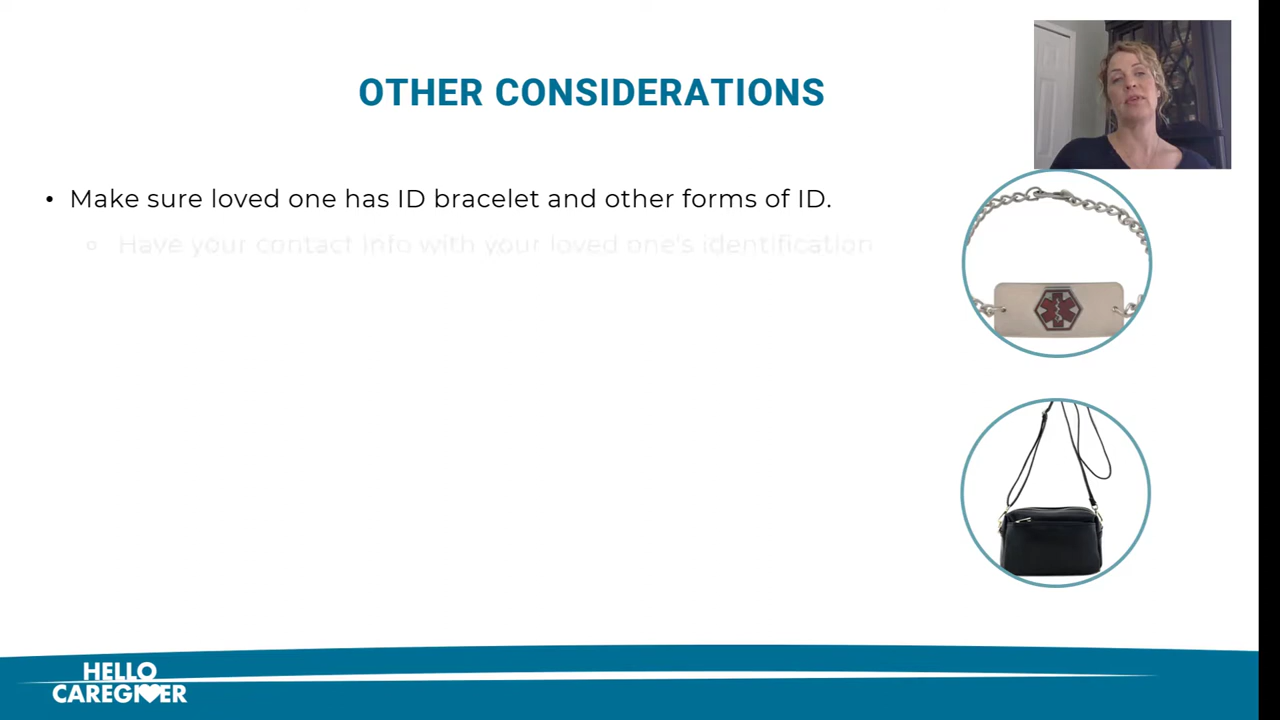 OTHER CONSIDERATIONS
• Make sure loved one has ID bracelet and other forms of ID.
Have your contact info with your loved one's identification
HELLO
CAREGIVER